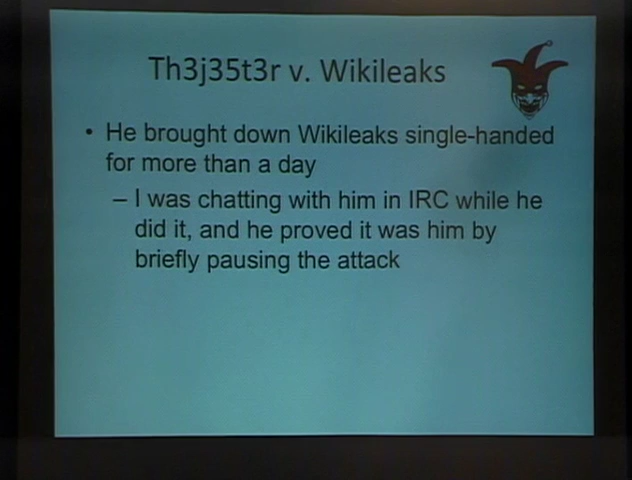 Th3j35t3r v. Wikileaks
• He brought down Wikileaks single-handed
for more than a day
– I was chatting with him in IRC while he
did it, and he proved it was him by
briefly pausing the attack